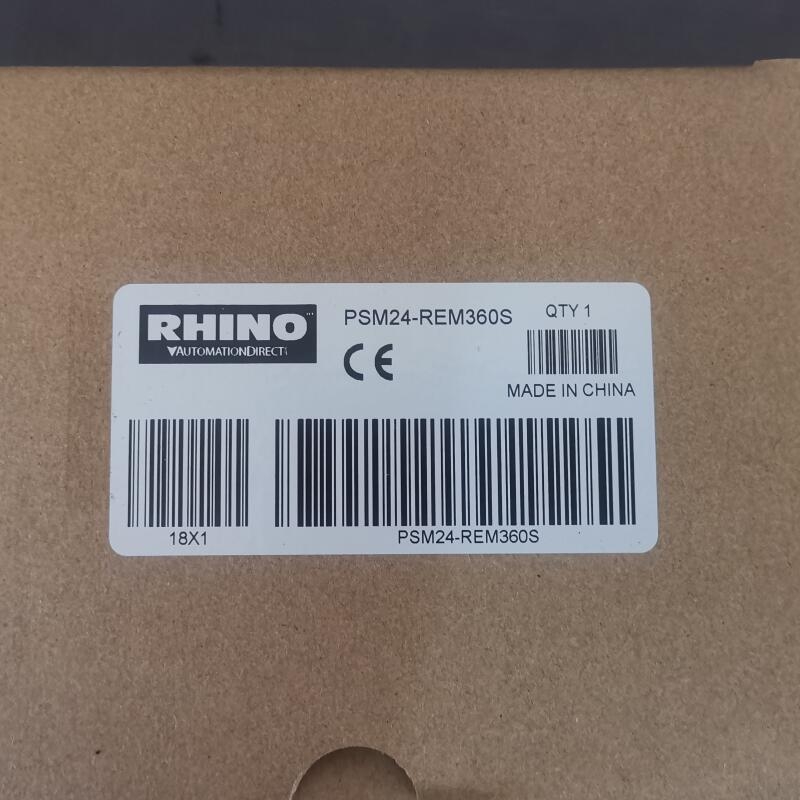 RHINO
AUTOMATIONDIRECT
PSM24-REM360S
QTY 1
CE
MADE IN CHINA
18X1
PSM24-REM360S